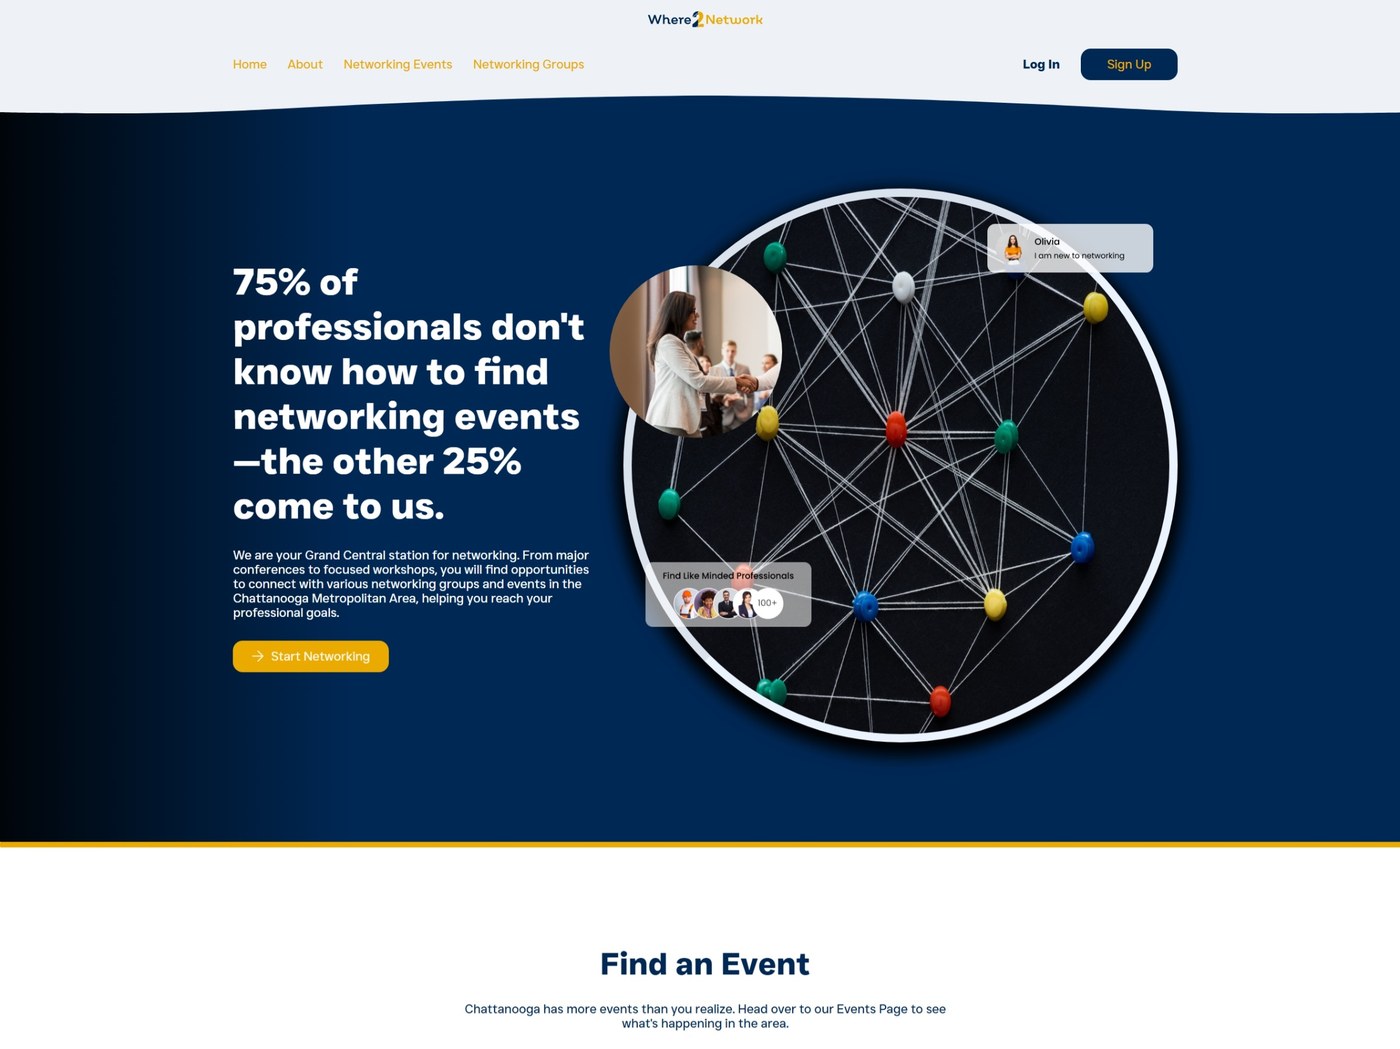 Where2Network
Home About Networking Events Networking Groups Log In Sign Up
75% of
professionals don't
know how to find
networking events
—the other 25%
come to us.
We are your Grand Central station for networking. From major
conferences to focused workshops, you will find opportunities
to connect with various networking groups and events in the
Chattanooga Metropolitan Area, helping you reach your
professional goals.
Start Networking
Olivia
I am new to networking
Find Like Minded Professionals
100+
Find an Event
Chattanooga has more events than you realize. Head over to our Events Page to see
what's happening in the area.